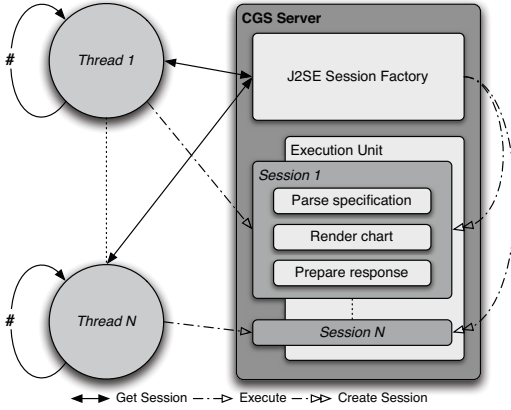 CGS Server
#
Thread 1
J2SE Session Factory
Execution Unit
Session 1
Parse specification
Render chart
Prepare response
#
Thread N
Session N
Get Session
Execute
Create Session